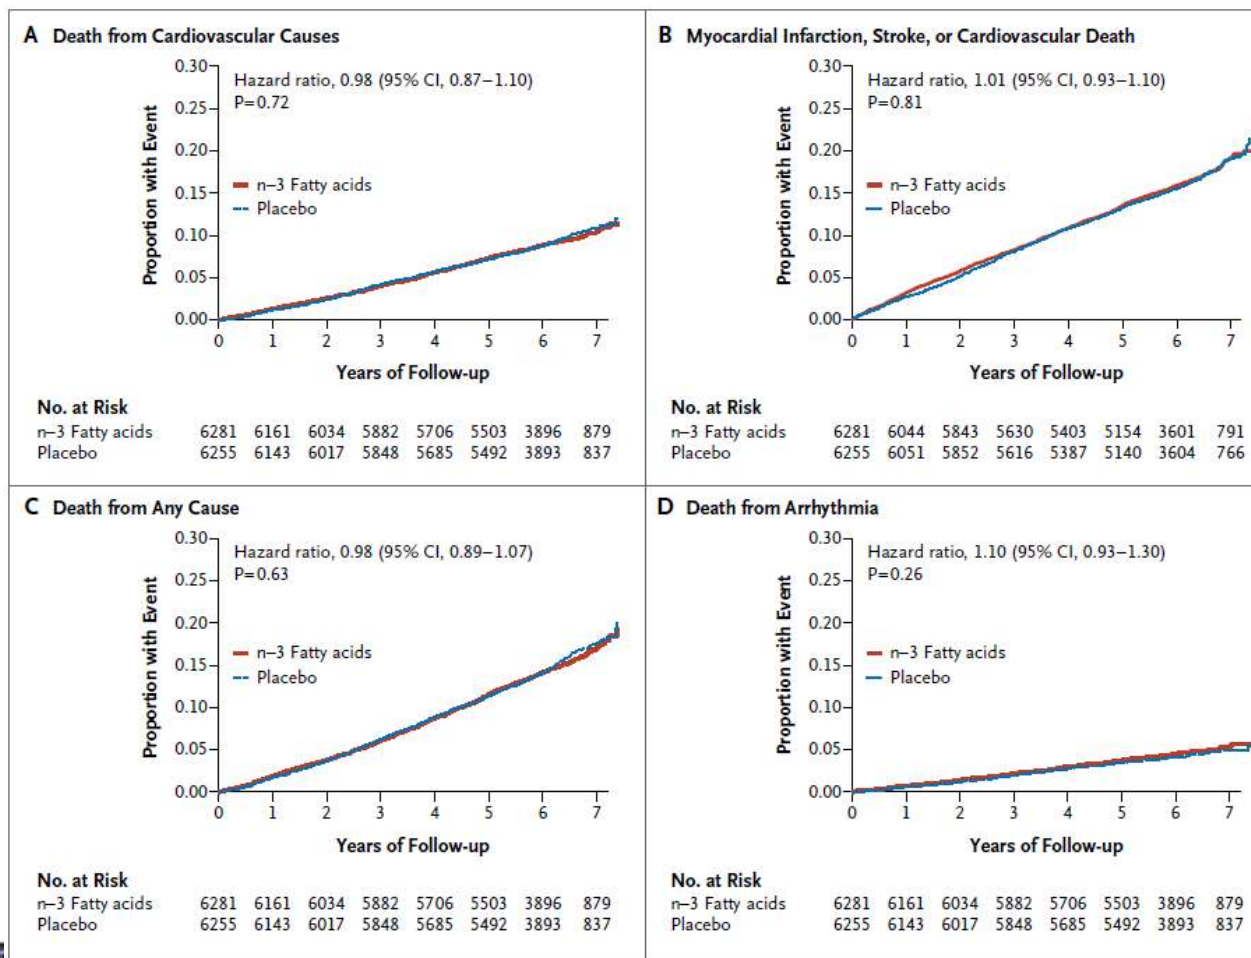 A Death from Cardiovascular Causes
0.30
0.25
0.20
0.15
0.10
0.05
0.00
Proportion with Event
Hazard ratio, 0.98 (95% CI, 0.87–1.10)
P=0.72
n–3 Fatty acids
Placebo
0 1 2 3 4 5 6 7
Years of Follow-up
No. at Risk
n–3 Fatty acids 6281 6161 6034 5882 5706 5503 3896 879
Placebo 6255 6143 6017 5848 5685 5492 3893 837
B Myocardial Infarction, Stroke, or Cardiovascular Death
0.30
0.25
0.20
0.15
0.10
0.05
0.00
Proportion with Event
Hazard ratio, 1.01 (95% CI, 0.93–1.10)
P=0.81
n–3 Fatty acids
Placebo
0 1 2 3 4 5 6 7
Years of Follow-up
No. at Risk
n–3 Fatty acids 6281 6044 5843 5630 5403 5154 3601 791
Placebo 6255 6051 5852 5616 5387 5140 3604 766
C Death from Any Cause
0.30
0.25
0.20
0.15
0.10
0.05
0.00
Proportion with Event
Hazard ratio, 0.98 (95% CI, 0.89–1.07)
P=0.63
n–3 Fatty acids
Placebo
0 1 2 3 4 5 6 7
Years of Follow-up
No. at Risk
n–3 Fatty acids 6281 6161 6034 5882 5706 5503 3896 879
Placebo 6255 6143 6017 5848 5685 5492 3893 837
D Death from Arrhythmia
0.30
0.25
0.20
0.15
0.10
0.05
0.00
Proportion with Event
Hazard ratio, 1.10 (95% CI, 0.93–1.30)
P=0.26
n–3 Fatty acids
Placebo
0 1 2 3 4 5 6 7
Years of Follow-up
No. at Risk
n–3 Fatty acids 6281 6161 6034 5882 5706 5503 3896 879
Placebo 6255 6143 6017 5848 5685 5492 3893 837